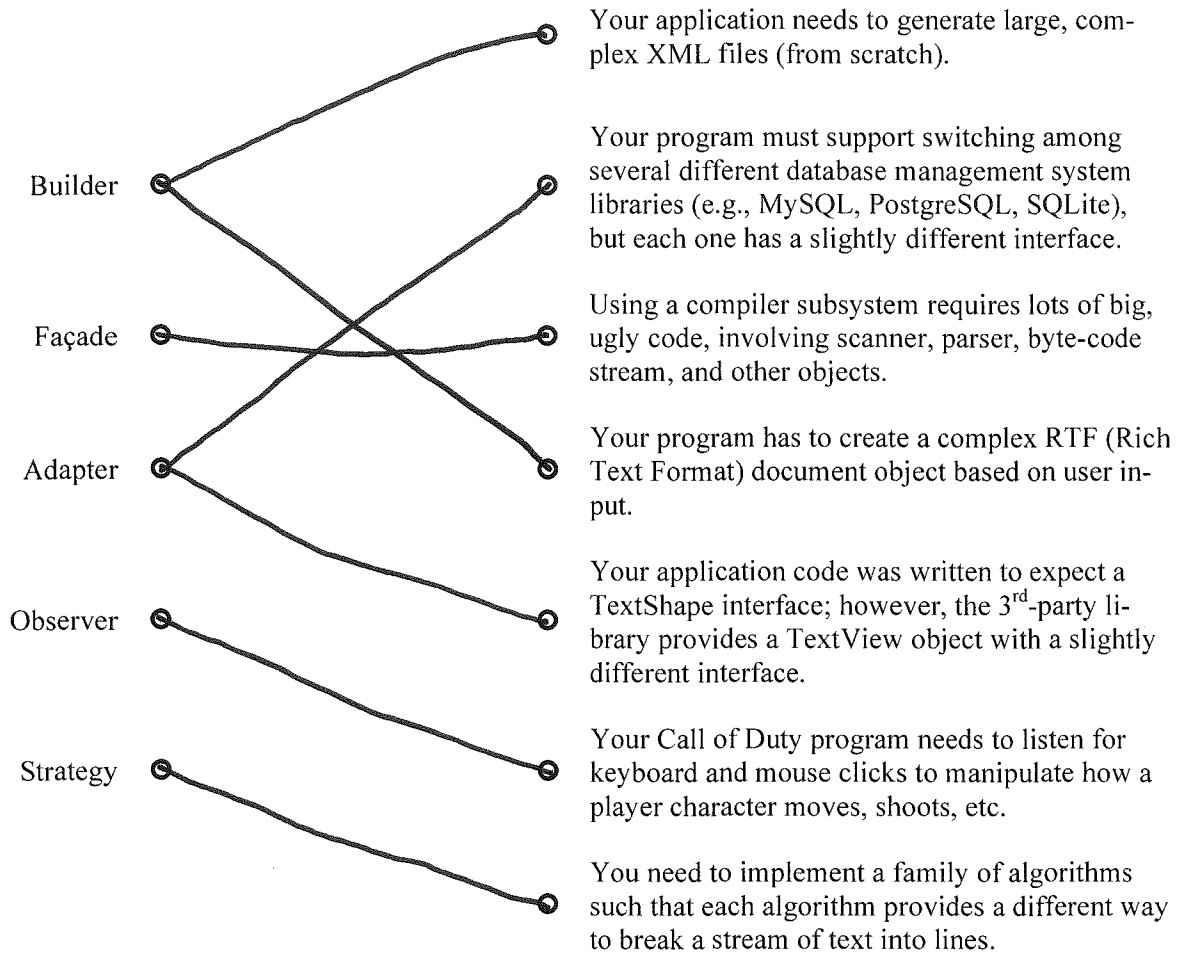 Your application needs to generate large, com-
plex XML files (from scratch).
Your program must support switching among
several different database management system
libraries (e.g., MySQL, PostgreSQL, SQLite),
but each one has a slightly different interface.
Using a compiler subsystem requires lots of big,
ugly code, involving scanner, parser, byte-code
stream, and other objects.
Your program has to create a complex RTF (Rich
Text Format) document object based on user in-
put.
Your application code was written to expect a
TextShape interface; however, the 3rd-party li-
brary provides a TextView object with a slightly
different interface.
Your Call of Duty program needs to listen for
keyboard and mouse clicks to manipulate how a
player character moves, shoots, etc.
You need to implement a family of algorithms
such that each algorithm provides a different way
to break a stream of text into lines.
Builder
Façade
Adapter
Observer
Strategy